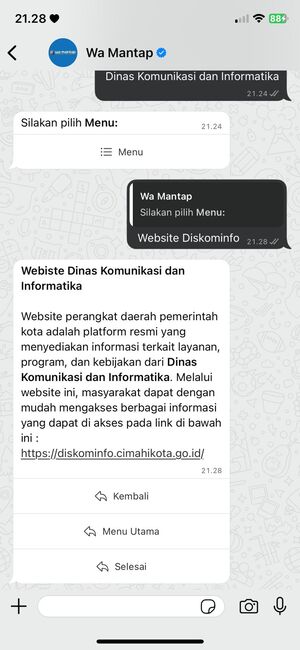 21.28
88
Wa Mantap
Dinas Komunikasi dan Informatika
21.24
Silakan pilih Menu:
21.24
Menu
Wa Mantap
Silakan pilih Menu:
Website Diskominfo
21.28
Webiste Dinas Komunikasi dan
Informatika
Website perangkat daerah pemerintah
kota adalah platform resmi yang
menyediakan informasi terkait layanan,
program, dan kebijakan dari Dinas
Komunikasi dan Informatika. Melalui
website ini, masyarakat dapat dengan
mudah mengakses berbagai informasi
yang dapat di akses pada link di bawah
ini :
https://diskominfo.cimahikota.go.id/
21.28
Kembali
Menu Utama
Selesai